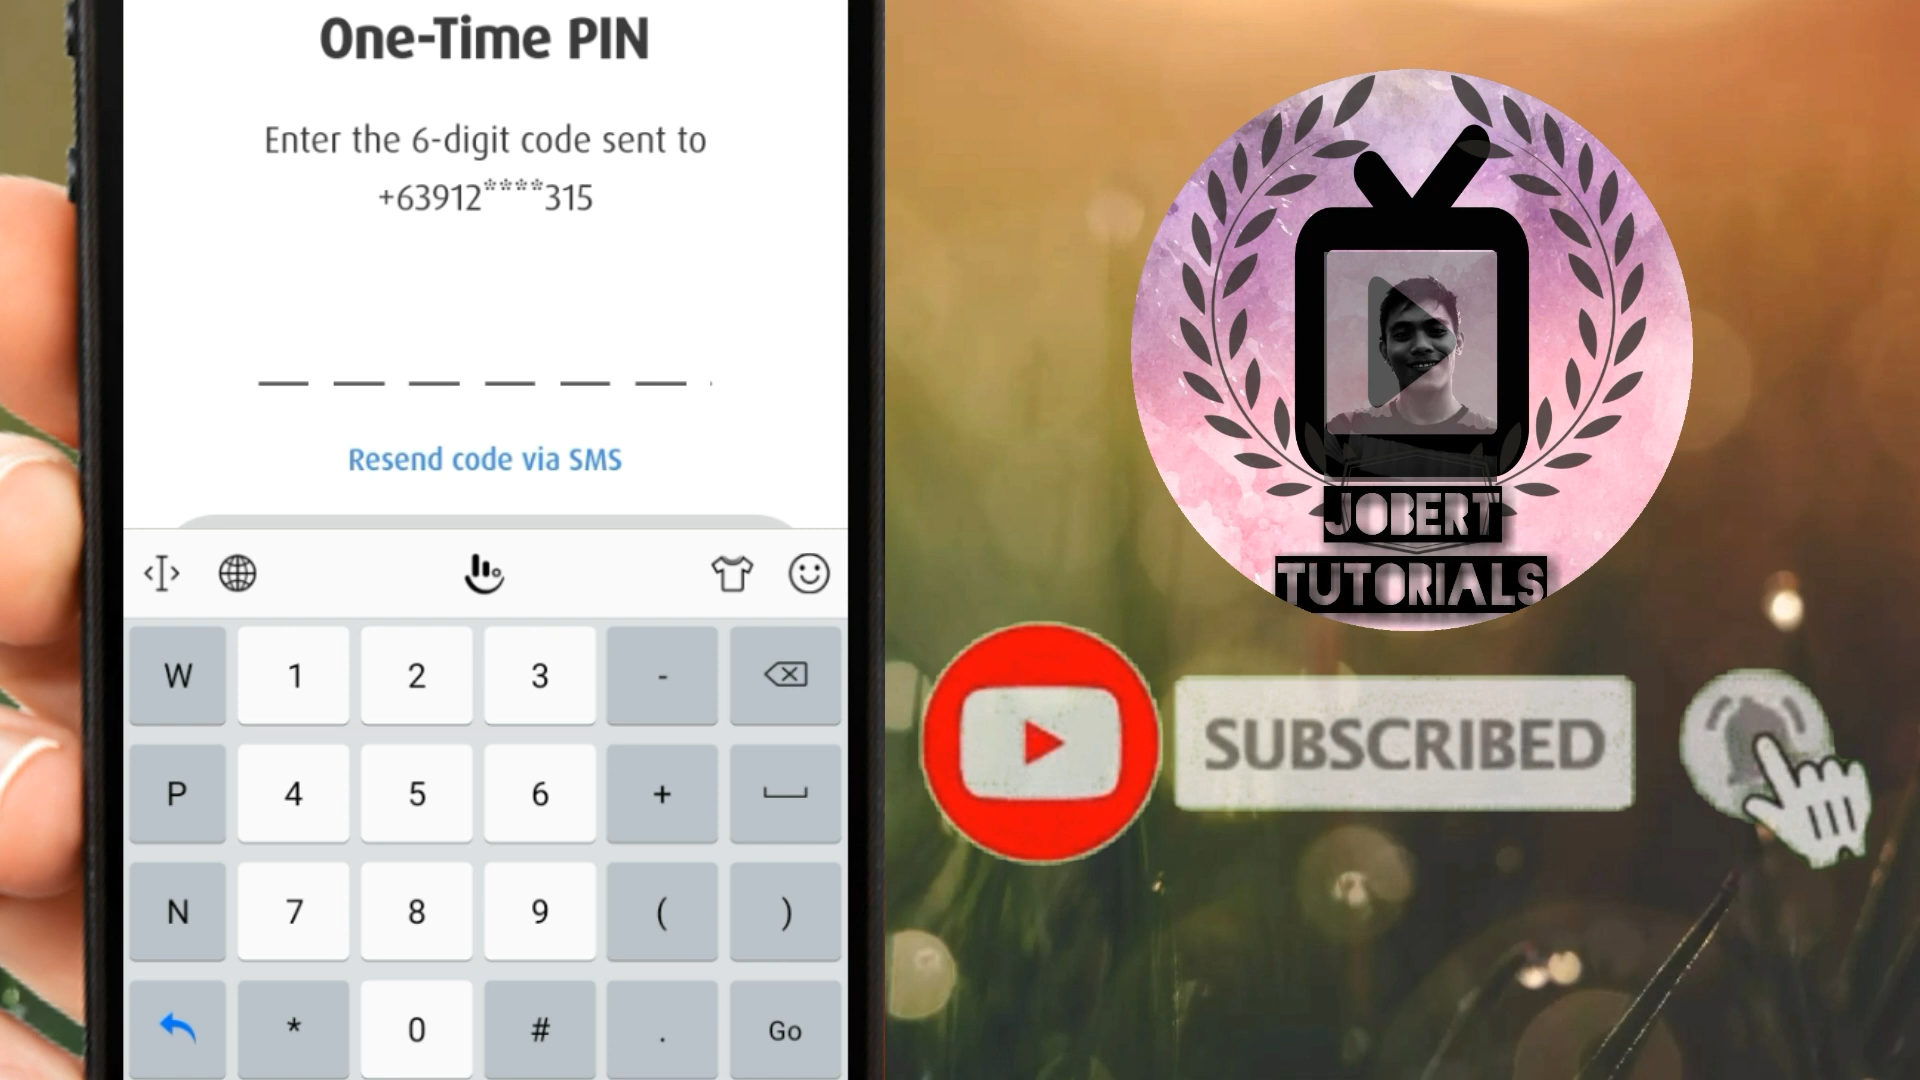 One-Time PIN
Enter the 6-digit code sent to
+63912****315
Resend code via SMS
W 1 2 3 -
P 4 5 6 +
N 7 8 9 ( )
* 0 # . Go
JOBERT
TUTORIALS
SUBSCRIBED